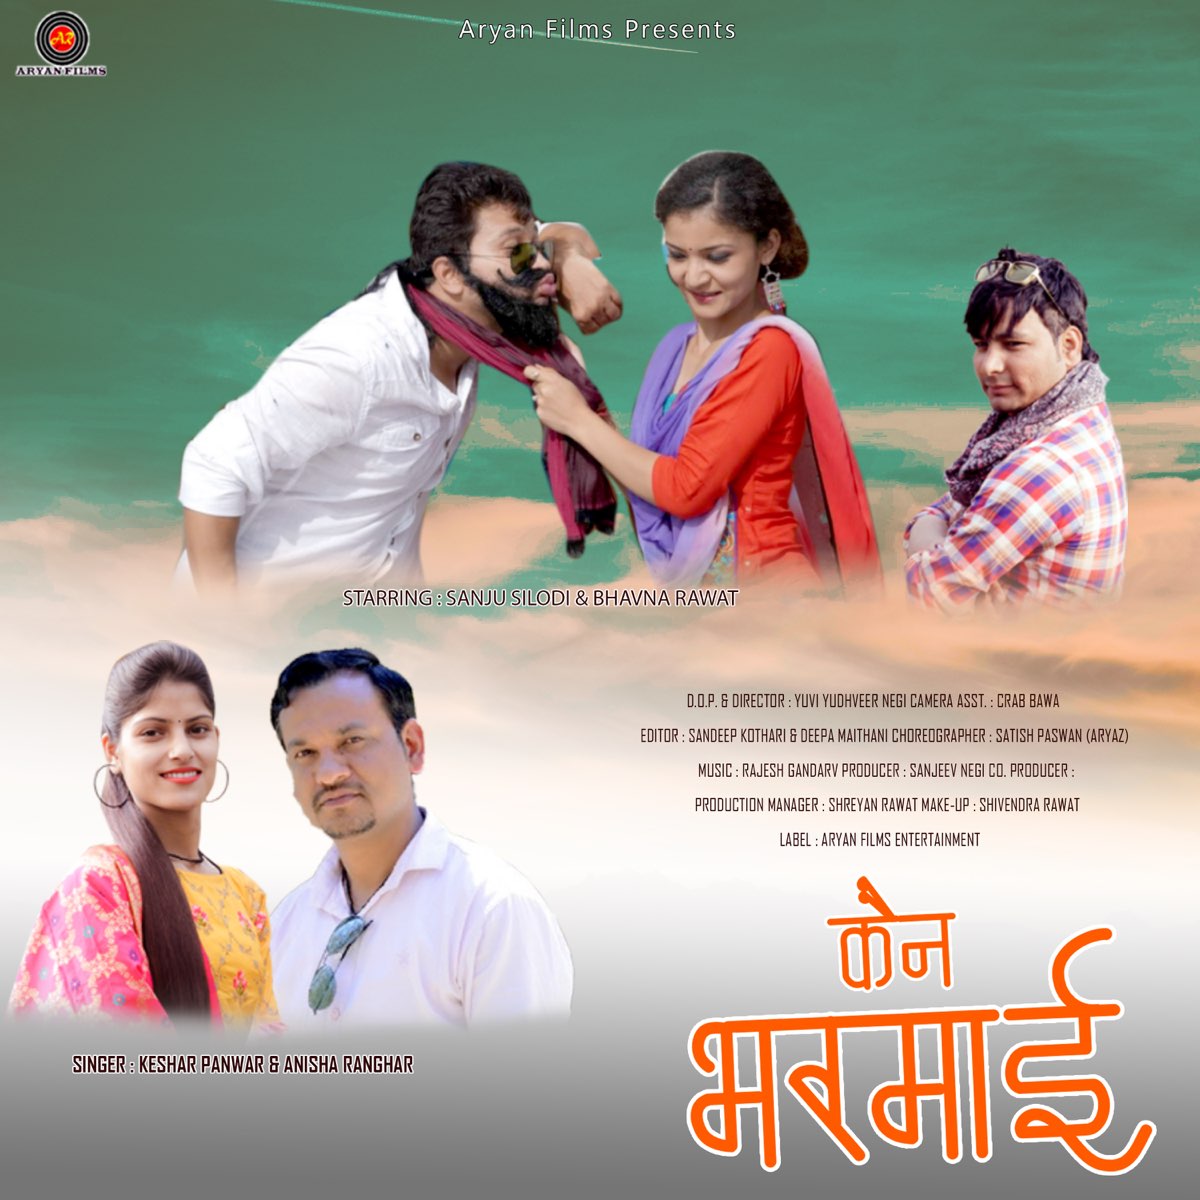 Aryan Films Presents
AR
ARYAN FILMS
STARRING : SANJU SILODI & BHAVNA RAWAT
D.O.P. & DIRECTOR : YUVI YUDHVEER NEGI CAMERA ASST. : CRAB BAWA
EDITOR : SANDEEP KOTHARI & DEEPA MAITHANI CHOREOGRAPHER : SATISH PASWAN (ARYAZ)
MUSIC : RAJESH GANDARV PRODUCER : SANJEEV NEGI CO. PRODUCER :
PRODUCTION MANAGER : SHREYAN RAWAT MAKE-UP : SHIVENDRA RAWAT
LABEL : ARYAN FILMS ENTERTAINMENT
कैन
भरमाई
SINGER : KESHAR PANWAR & ANISHA RANGHAR